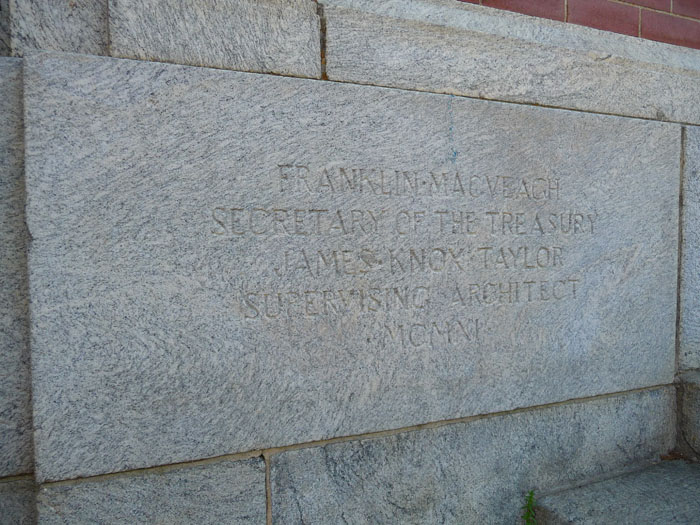 FRANKLIN·MACVEAGH
SECRETARY OF THE TREASURY
JAMES·KNOX·TAYLOR
SUPERVISING ARCHITECT
·MCMXI·